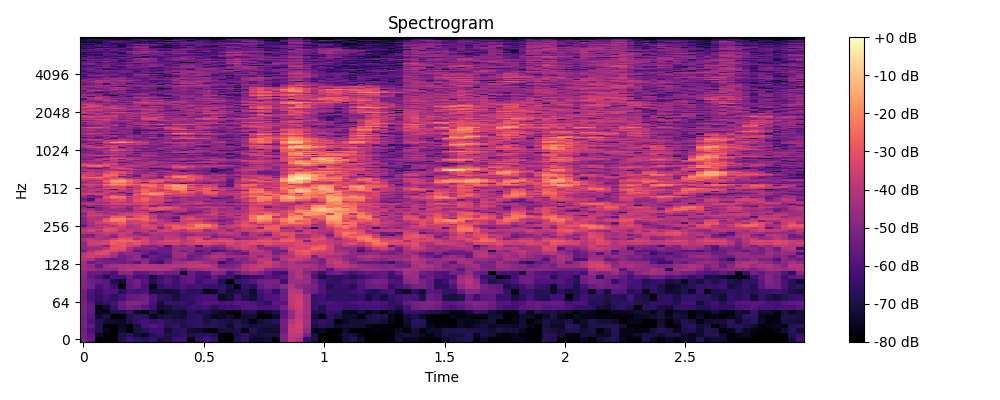 Spectrogram
+0 dB
4096
-10 dB
2048
-20 dB
1024
-30 dB
Hz
512
-40 dB
256
-50 dB
128
-60 dB
64
-70 dB
0
-80 dB
0 0.5 1 1.5 2 2.5
Time